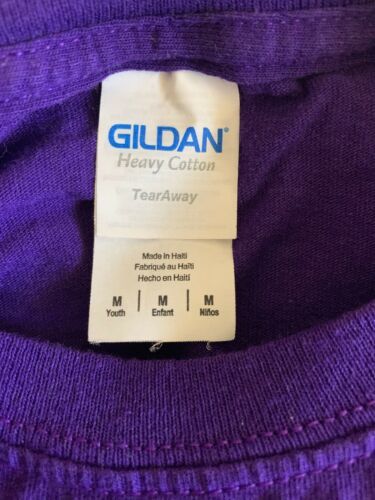 GILDAN®
Heavy Cotton
TearAway
Made in Haiti
Fabriqué au Haïti
Hecho en Haití
M | M | M
Youth | Enfant | Niños